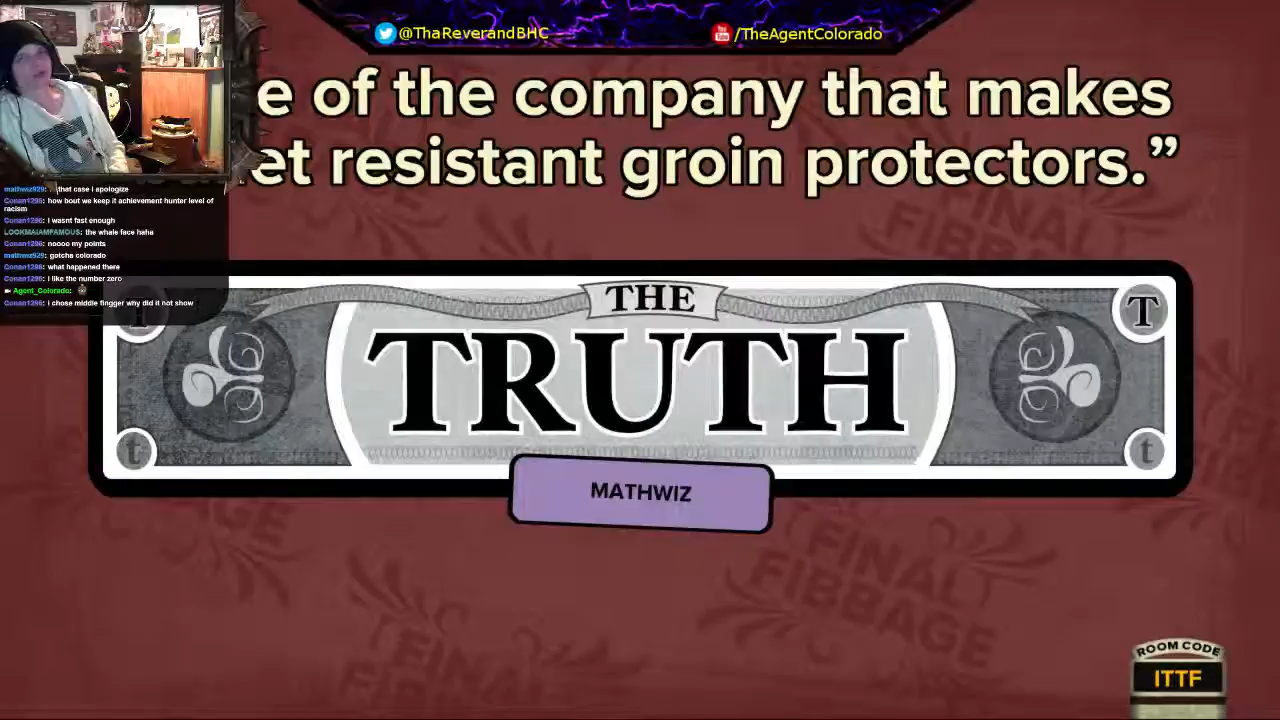 @ThaReverandBHC
/TheAgentColorado
e of the company that makes
et resistant groin protectors.”
mathwiz929: that case I apologize
Conan1286: how bout we keep it achievement hunter level of
racism
Conan1286: I wasnt fast enough
LOOKMAIAMFAMOUS: the whale face haha
Conan1286: noooo my points
mathwiz929: gotcha colorado
Conan1286: what happened there
Conan1286: I like the number zero
Agent_Colorado:
Conan1286: I chose middle fingger why did it not show
THE
TRUTH
T
T
t
t
MATHWIZ
FINAL
FIBBAGE
ROOM CODE
ITTF